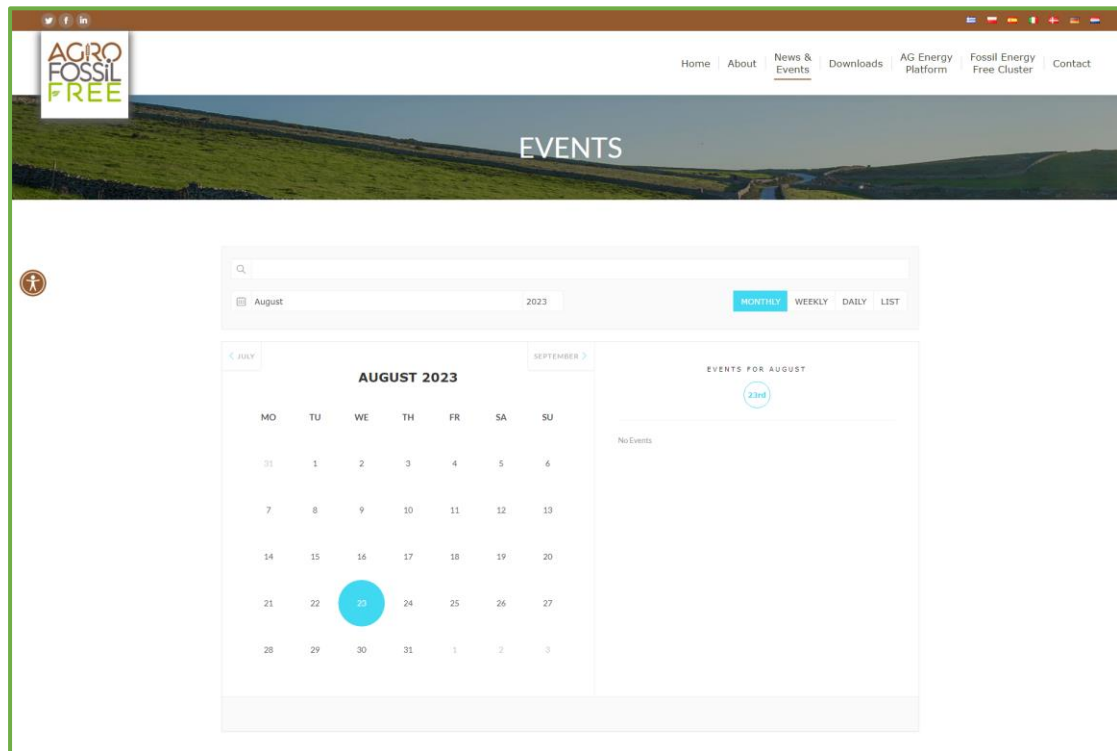 AGRO
FOSSIL
FREE
Home About News & Events Downloads AG Energy Platform Fossil Energy Free Cluster Contact
EVENTS
August 2023 MONTHLY WEEKLY DAILY LIST
< JULY SEPTEMBER >
AUGUST 2023
MO TU WE TH FR SA SU
31 1 2 3 4 5 6
7 8 9 10 11 12 13
14 15 16 17 18 19 20
21 22 23 24 25 26 27
28 29 30 31 1 2 3
EVENTS FOR AUGUST
23rd
No Events